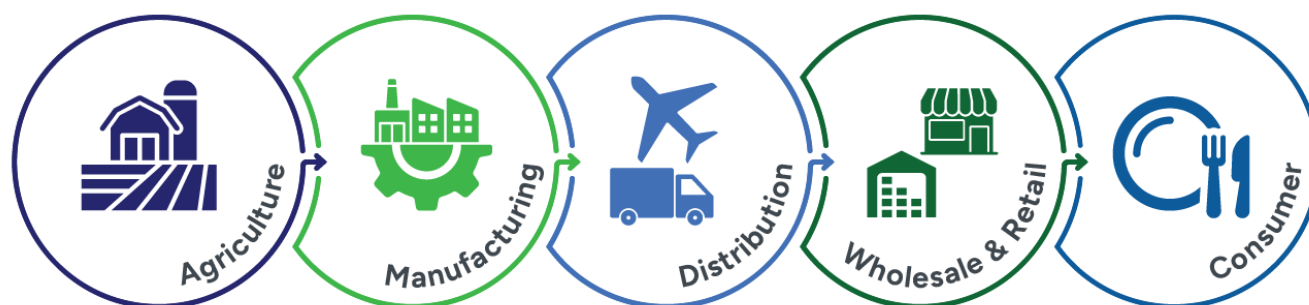 Agriculture
Manufacturing
Distribution
Wholesale & Retail
Consumer